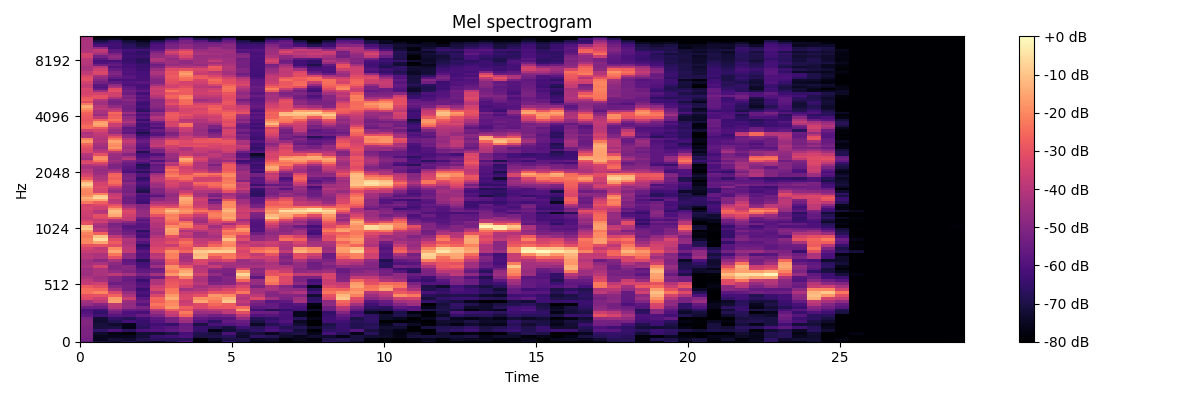 Mel spectrogram
8192
4096
2048
1024
512
0
Hz
0 5 10 15 20 25
Time
+0 dB
-10 dB
-20 dB
-30 dB
-40 dB
-50 dB
-60 dB
-70 dB
-80 dB